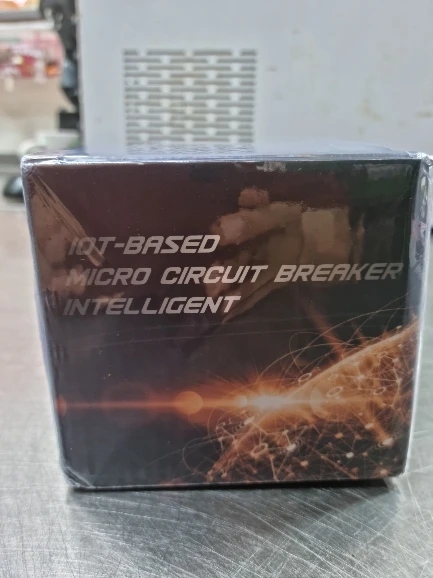 IOT-BASED
MICRO CIRCUIT BREAKER
INTELLIGENT